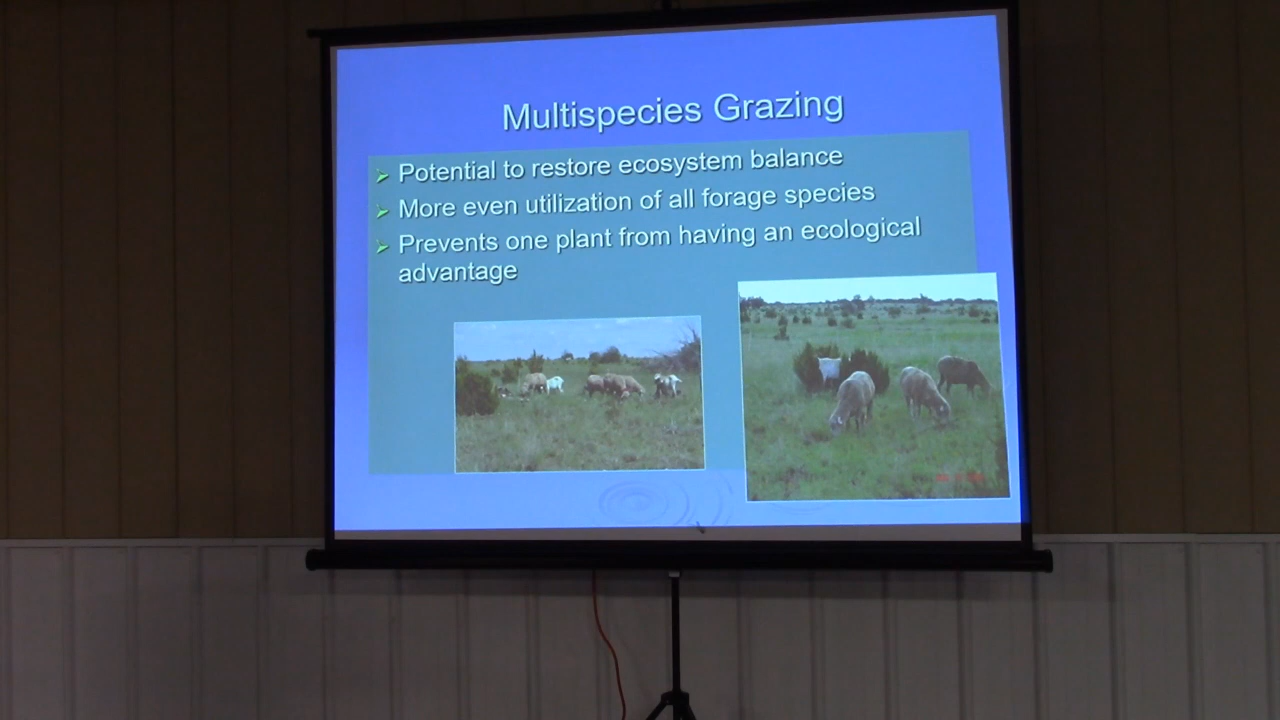 Multispecies Grazing
Potential to restore ecosystem balance
More even utilization of all forage species
Prevents one plant from having an ecological
advantage